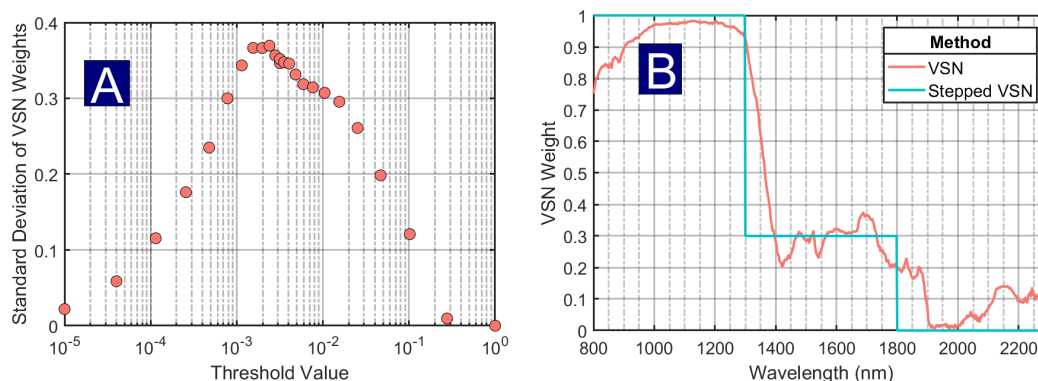 A
Standard Deviation of VSN Weights
0.4
0.3
0.2
0.1
0
10⁻⁵ 10⁻⁴ 10⁻³ 10⁻² 10⁻¹ 10⁰
Threshold Value
B
VSN Weight
1
0.9
0.8
0.7
0.6
0.5
0.4
0.3
0.2
0.1
0
Method
VSN
Stepped VSN
800 1000 1200 1400 1600 1800 2000 2200
Wavelength (nm)